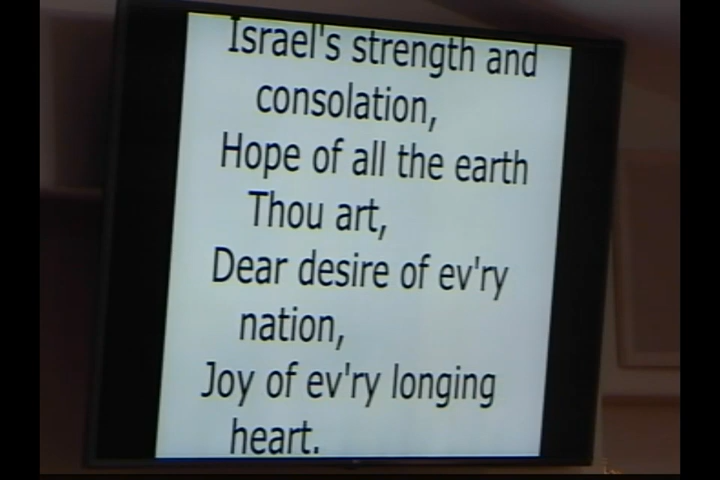 Israel's strength and
consolation,
Hope of all the earth
Thou art,
Dear desire of ev'ry
nation,
Joy of ev'ry longing
heart.